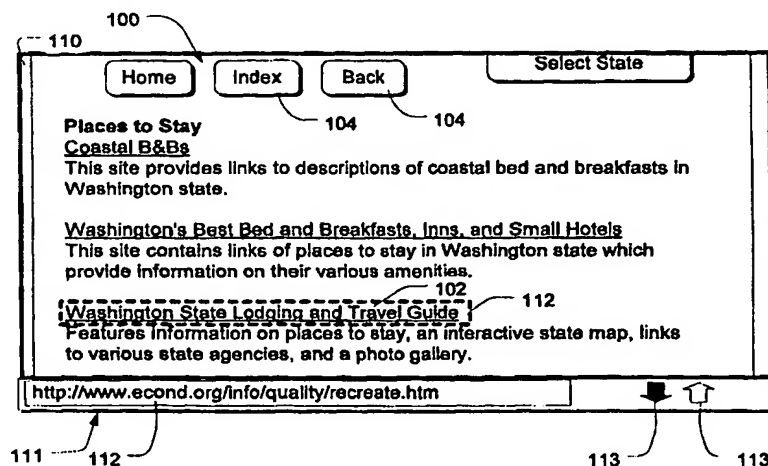 100
110
Home Index Back Select State
104 104
Places to Stay
Coastal B&Bs
This site provides links to descriptions of coastal bed and breakfasts in
Washington state.
Washington's Best Bed and Breakfasts, Inns, and Small Hotels
This site contains links of places to stay in Washington state which
provide information on their various amenities.
102
112
Washington State Lodging and Travel Guide
Features information on places to stay, an interactive state map, links
to various state agencies, and a photo gallery.
http://www.econd.org/info/quality/recreate.htm
111 112 113 113